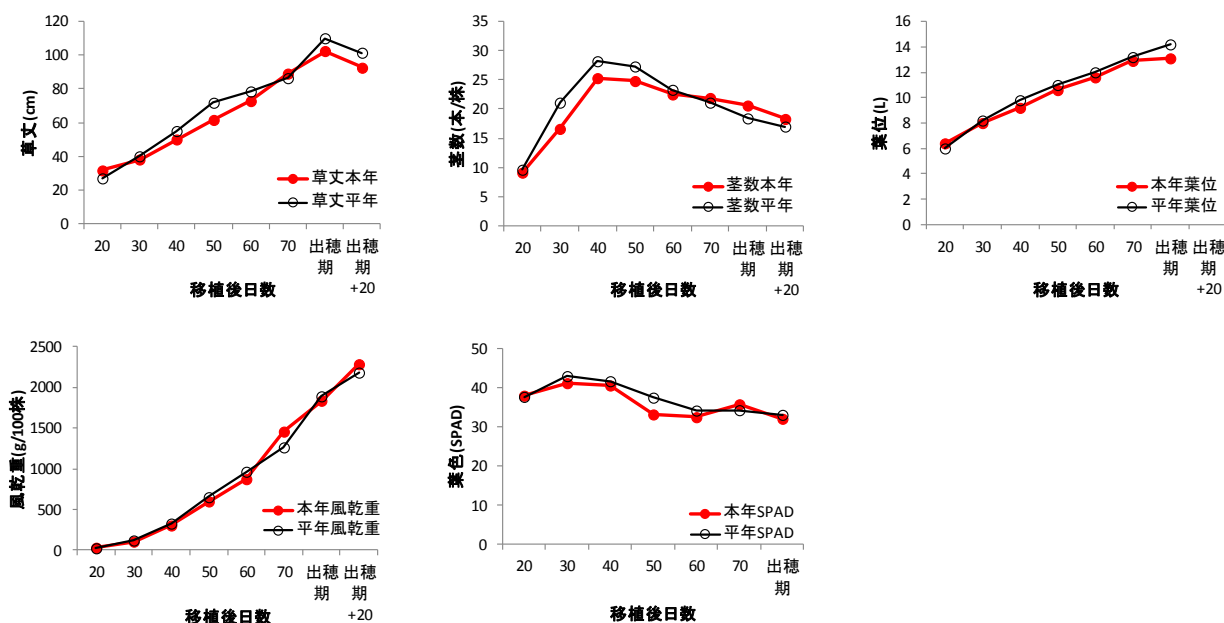 草丈(cm)
120
100
80
60
40
20
0
草丈本年
草丈平年
20
30
40
50
60
70
出穂
期
出穂
期
+20
移植後日数
茎数(本/株)
35
30
25
20
15
10
5
0
茎数本年
茎数平年
20
30
40
50
60
70
出穂
期
出穂
期
+20
移植後日数
葉位(L)
16
14
12
10
8
6
4
2
0
本年葉位
平年葉位
20
30
40
50
60
70
出穂
期
出穂
期
+20
移植後日数
風乾重(g/100株)
2500
2000
1500
1000
500
0
本年風乾重
平年風乾重
20
30
40
50
60
70
出穂
期
出穂
期
+20
移植後日数
葉色(SPAD)
50
40
30
20
10
0
本年SPAD
平年SPAD
20
30
40
50
60
70
出穂
期
移植後日数